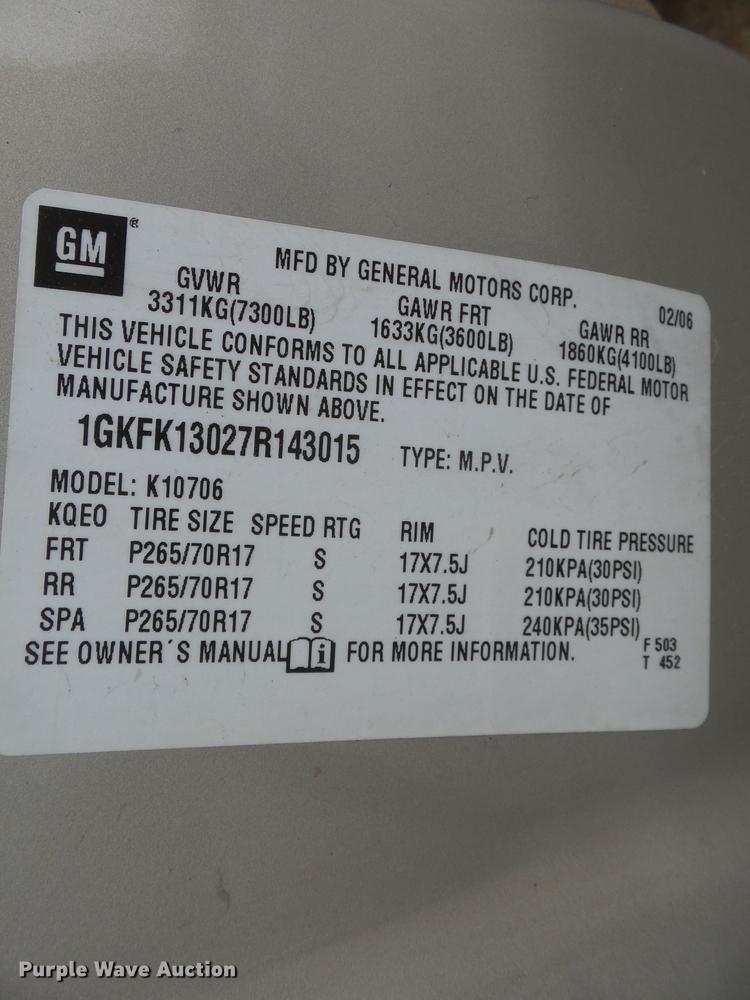 GM®
MFD BY GENERAL MOTORS CORP.
02/06
GVWR GAWR FRT GAWR RR
3311KG(7300LB) 1633KG(3600LB) 1860KG(4100LB)
THIS VEHICLE CONFORMS TO ALL APPLICABLE U.S. FEDERAL MOTOR
VEHICLE SAFETY STANDARDS IN EFFECT ON THE DATE OF
MANUFACTURE SHOWN ABOVE.
1GKFK13027R143015 TYPE: M.P.V.
MODEL: K10706
KQEO TIRE SIZE SPEED RTG RIM COLD TIRE PRESSURE
FRT P265/70R17 S 17X7.5J 210KPA(30PSI)
RR P265/70R17 S 17X7.5J 210KPA(30PSI)
SPA P265/70R17 S 17X7.5J 240KPA(35PSI)
SEE OWNER´S MANUAL i FOR MORE INFORMATION.
F 503
T 452
Purple Wave Auction